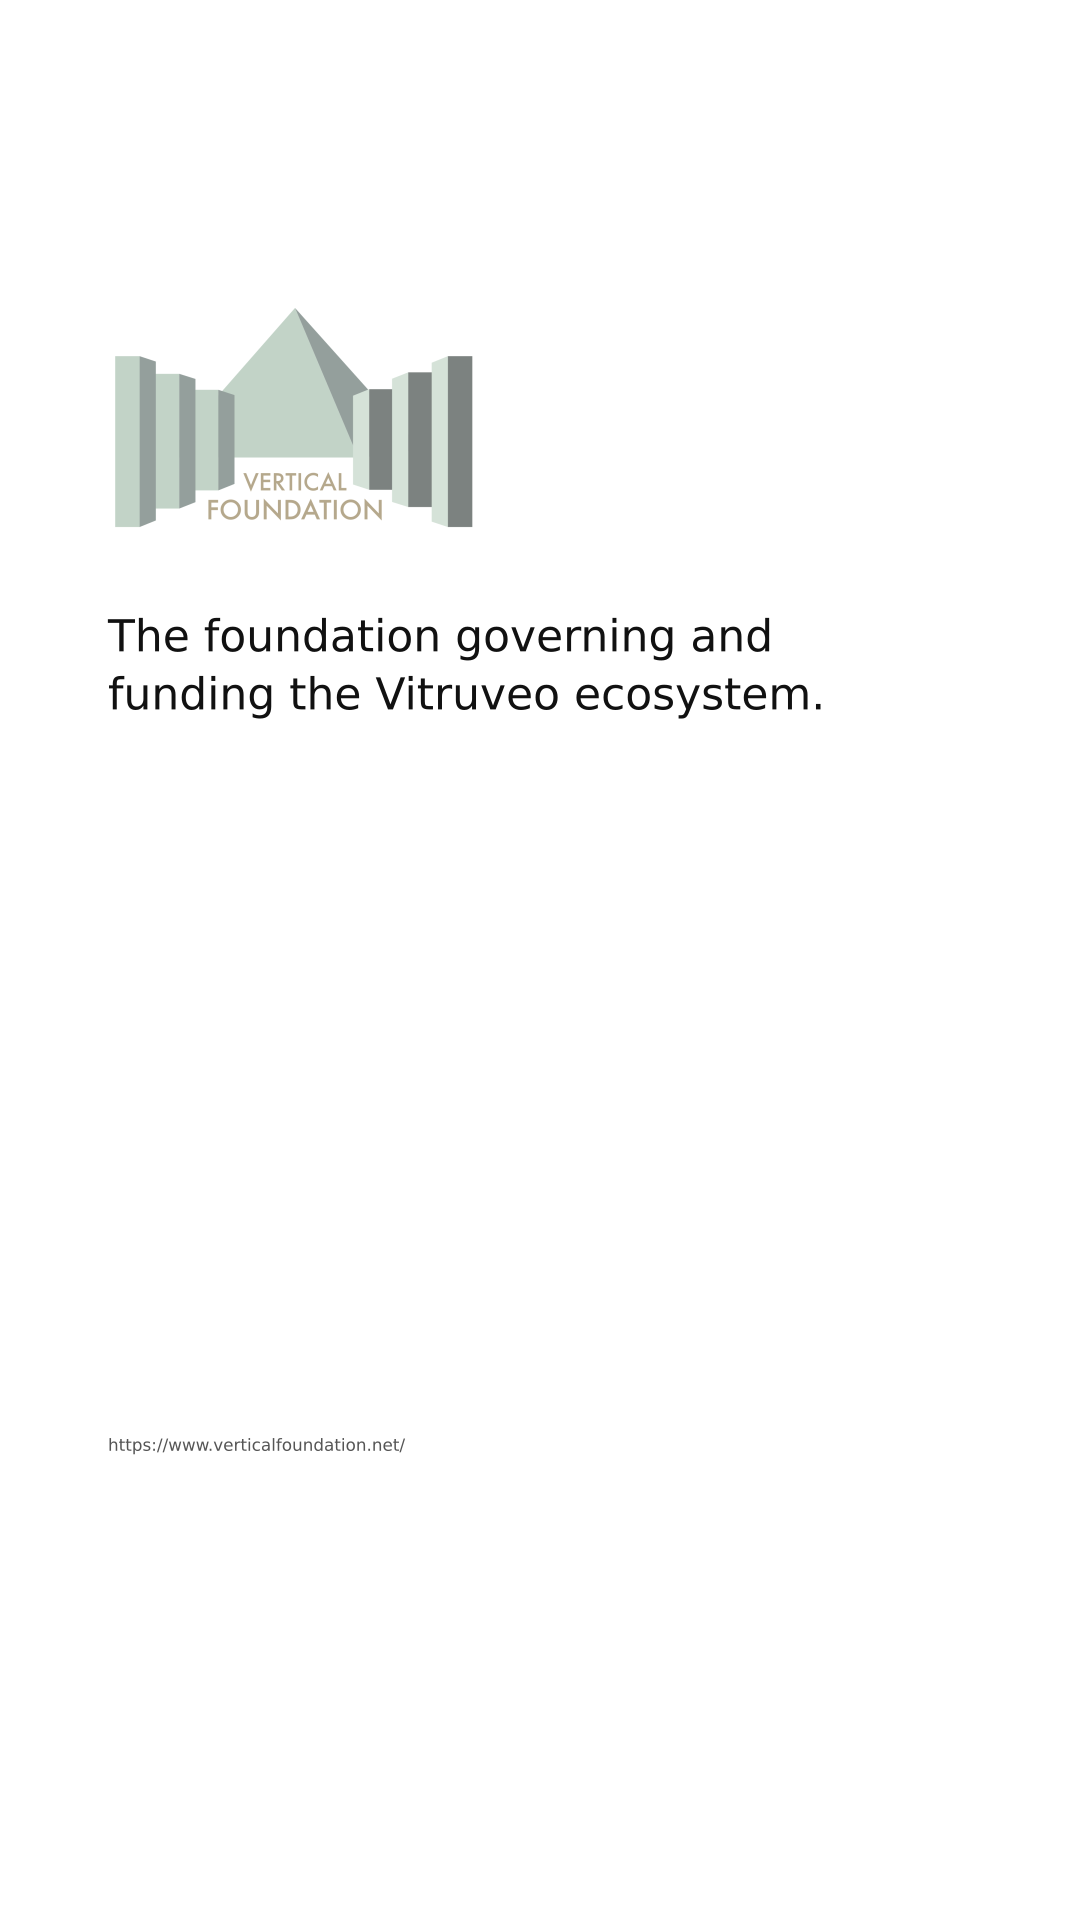 VERTICAL
FOUNDATION
The foundation governing and
funding the Vitruveo ecosystem.
https://www.verticalfoundation.net/